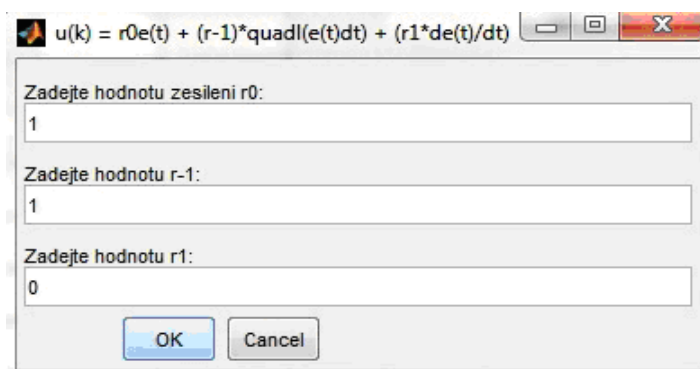 u(k) = r0e(t) + (r-1)*quadl(e(t)dt) + (r1*de(t)/dt)
Zadejte hodnotu zesileni r0:
1
Zadejte hodnotu r-1:
1
Zadejte hodnotu r1:
0
OK Cancel